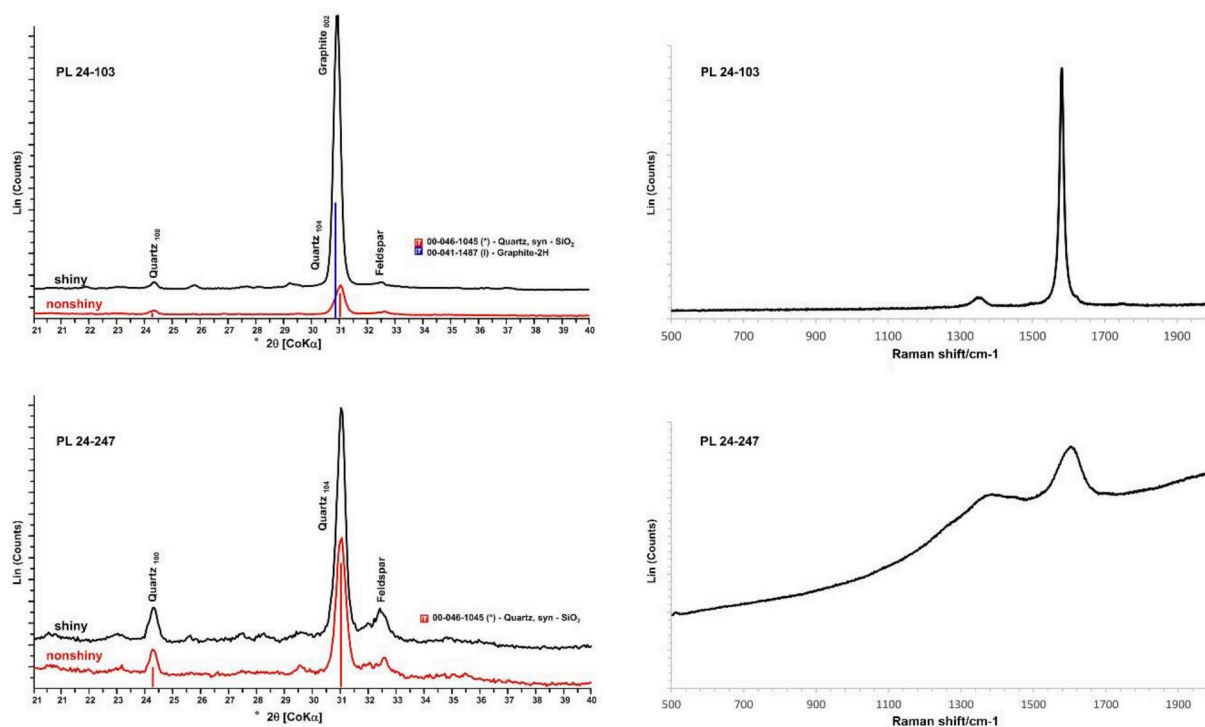 PL 24-103
Lin (Counts)
Quartz 100
Quartz 104
Graphite 002
Feldspar
00-046-1045 (*) - Quartz, syn - SiO2
00-041-1487 (I) - Graphite-2H
shiny
nonshiny
21 21 22 23 24 25 26 27 28 29 30 31 32 33 34 35 36 37 38 39 40
° 2θ [CoKα]
PL 24-103
Lin (Counts)
500 700 900 1100 1300 1500 1700 1900
Raman shift/cm-1
PL 24-247
Lin (Counts)
Quartz 100
Quartz 104
Feldspar
00-046-1045 (*) - Quartz, syn - SiO2
shiny
nonshiny
21 21 22 23 24 25 26 27 28 29 30 31 32 33 34 35 36 37 38 39 40
° 2θ [CoKα]
PL 24-247
Lin (Counts)
500 700 900 1100 1300 1500 1700 1900
Raman shift/cm-1